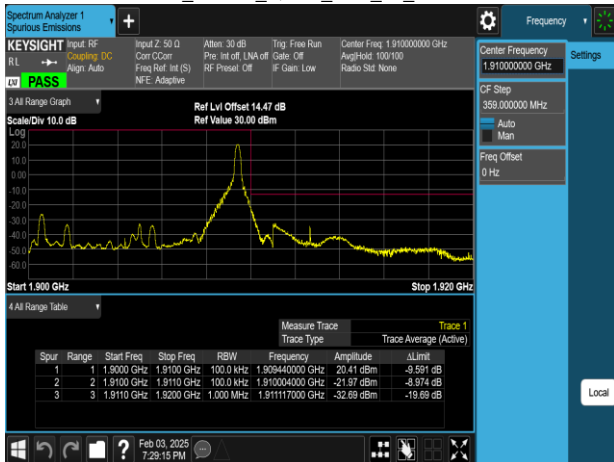 Spectrum Analyzer 1
Spurious Emissions
Frequency
KEYSIGHT
RL
LXI
PASS
Input: RF
Coupling: DC
Align: Auto
Input Z: 50 Ω
Corr CCorr
Freq Ref: Int (S)
NFE: Adaptive
Atten: 30 dB
Pre: Int off, LNA off
RF Preset: Off
Trig: Free Run
Gate: Off
IF Gain: Low
Center Freq: 1.910000000 GHz
Avg|Hold: 100/100
Radio Std: None
Center Frequency
1.910000000 GHz
Settings
CF Step
359.000000 MHz
Auto
Man
Freq Offset
0 Hz
3 All Range Graph
Scale/Div 10.0 dB
Ref Lvl Offset 14.47 dB
Ref Value 30.00 dBm
Log
20.0
10.0
0.00
-10.0
-20.0
-30.0
-40.0
-50.0
-60.0
Start 1.900 GHz
Stop 1.920 GHz
4 All Range Table
Measure Trace Trace 1
Trace Type Trace Average (Active)
Spur Range Start Freq Stop Freq RBW Frequency Amplitude ΔLimit
1 1 1.9000 GHz 1.9100 GHz 100.0 kHz 1.909440000 GHz 20.41 dBm -9.591 dB
2 2 1.9100 GHz 1.9110 GHz 100.0 kHz 1.910004000 GHz -21.97 dBm -8.974 dB
3 3 1.9110 GHz 1.9200 GHz 1.000 MHz 1.911117000 GHz -32.69 dBm -19.69 dB
Local
?
Feb 03, 2025
7:29:15 PM